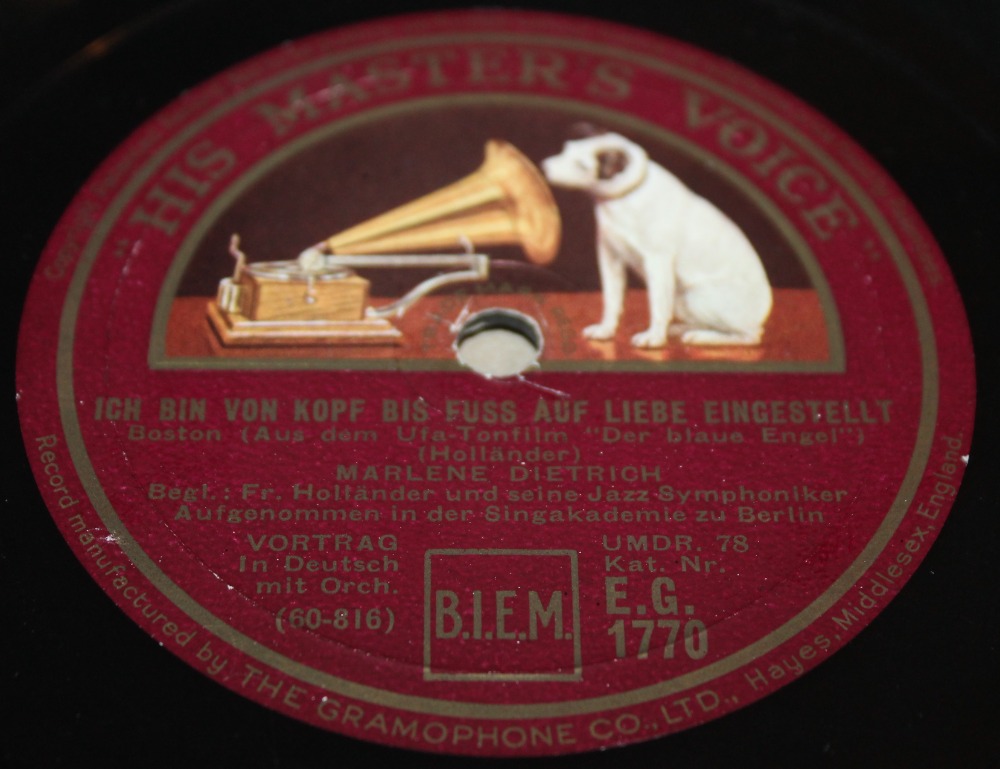 "HIS MASTER'S VOICE"
ICH BIN VON KOPF BIS FUSS AUF LIEBE EINGESTELLT
Boston (Aus dem Ufa-Tonfilm "Der blaue Engel")
(Holländer)
MARLENE DIETRICH
Begl.: Fr. Holländer und seine Jazz Symphoniker
Aufgenommen in der Singakademie zu Berlin
VORTRAG
In Deutsch
mit Orch.
(60-816)
B.I.E.M.
UMDR. 78
Kat. Nr.
E.G.
1770
Record manufactured by, THE GRAMOPHONE CO., LTD., Hayes, Middlesex, England.